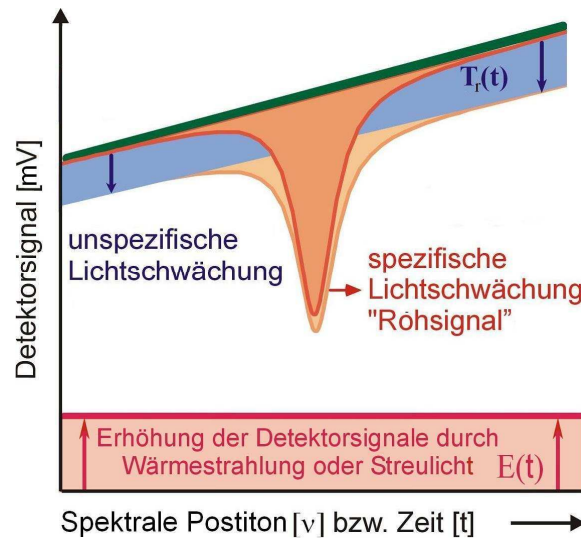 Detektorsignal [mV]
Tr(t)
unspezifische
Lichtschwächung
spezifische
Lichtschwächung
"Rohsignal”
Erhöhung der Detektorsignale durch
Wärmestrahlung oder Streulicht E(t)
Spektrale Postiton [ν] bzw. Zeit [t]